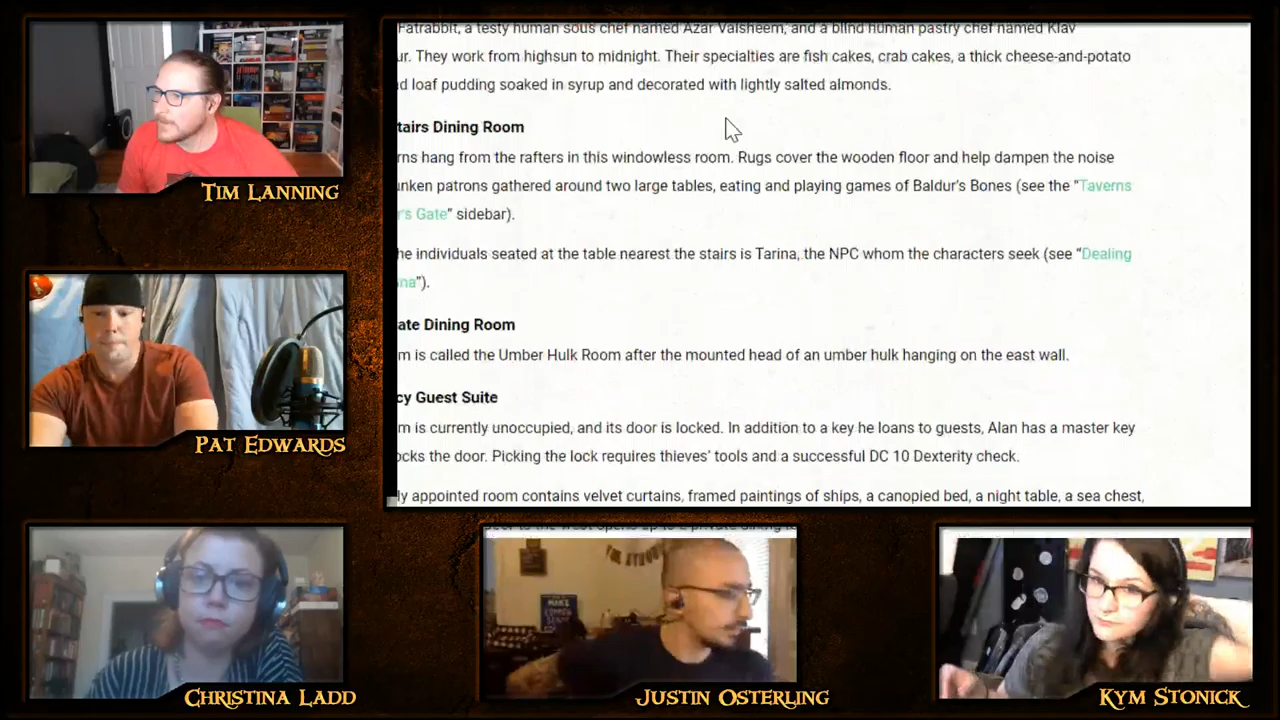 Fatrabbit, a testy human sous chef named Azar Valsheem, and a blind human pastry chef named Klav
ur. They work from highsun to midnight. Their specialties are fish cakes, crab cakes, a thick cheese-and-potato
d loaf pudding soaked in syrup and decorated with lightly salted almonds.
tairs Dining Room
rns hang from the rafters in this windowless room. Rugs cover the wooden floor and help dampen the noise
unken patrons gathered around two large tables, eating and playing games of Baldur's Bones (see the “Taverns
r's Gate” sidebar).
he individuals seated at the table nearest the stairs is Tarina, the NPC whom the characters seek (see “Dealing
na”).
ate Dining Room
m is called the Umber Hulk Room after the mounted head of an umber hulk hanging on the east wall.
cy Guest Suite
m is currently unoccupied, and its door is locked. In addition to a key he loans to guests, Alan has a master key
ocks the door. Picking the lock requires thieves' tools and a successful DC 10 Dexterity check.
ly appointed room contains velvet curtains, framed paintings of ships, a canopied bed, a night table, a sea chest,
TIM LANNING
PAT EDWARDS
CHRISTINA LADD
JUSTIN OSTERLING
KYM STONICK